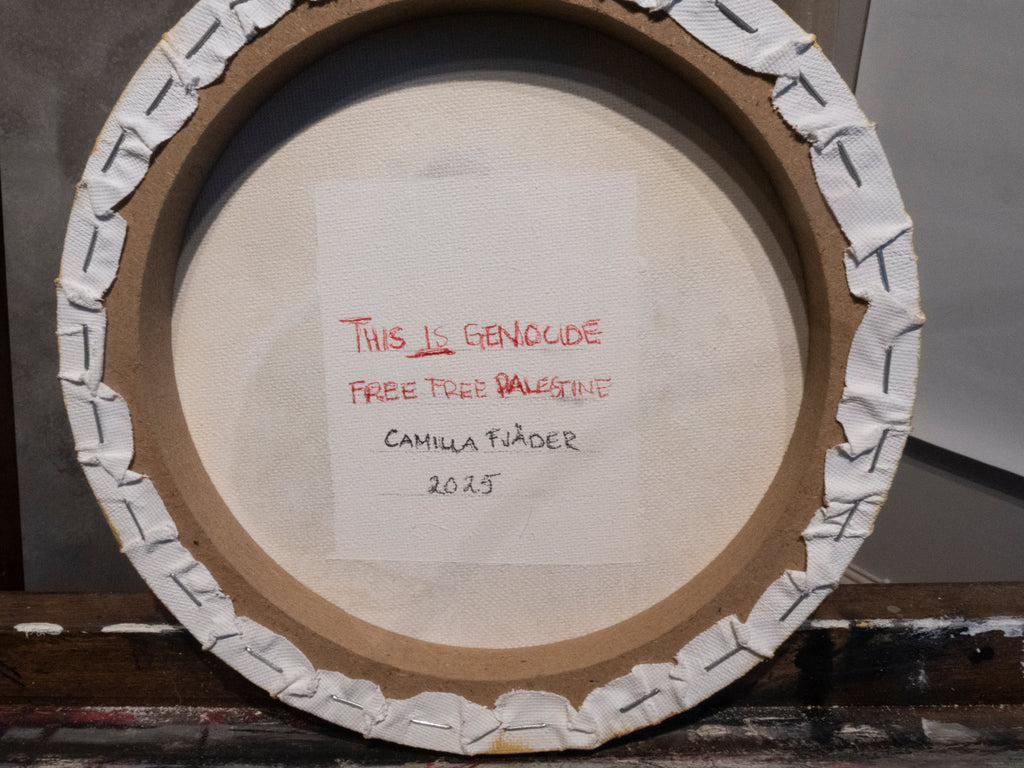 THIS IS GENOCIDE
FREE FREE PALESTINE
CAMILLA FJÄDER
2025